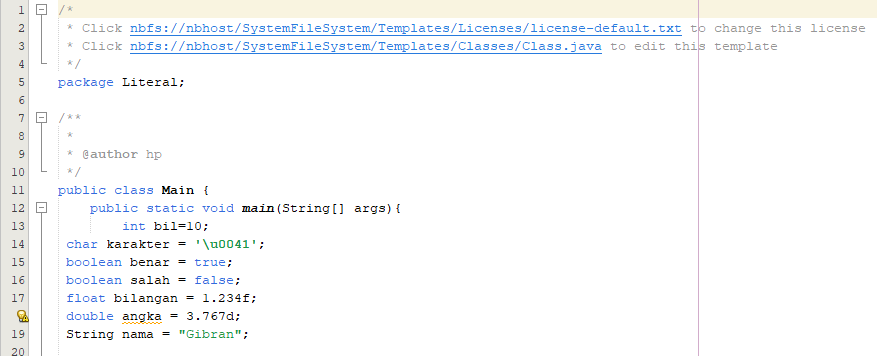 1 /*
2 * Click nbfs://nbhost/SystemFileSystem/Templates/Licenses/license-default.txt to change this license
3 * Click nbfs://nbhost/SystemFileSystem/Templates/Classes/Class.java to edit this template
4 */
5 package Literal;
6
7 /**
8 *
9 * @author hp
10 */
11 public class Main {
12 public static void main(String[] args){
13 int bil=10;
14 char karakter = '\u0041';
15 boolean benar = true;
16 boolean salah = false;
17 float bilangan = 1.234f;
double angka = 3.767d;
19 String nama = "Gibran";
20